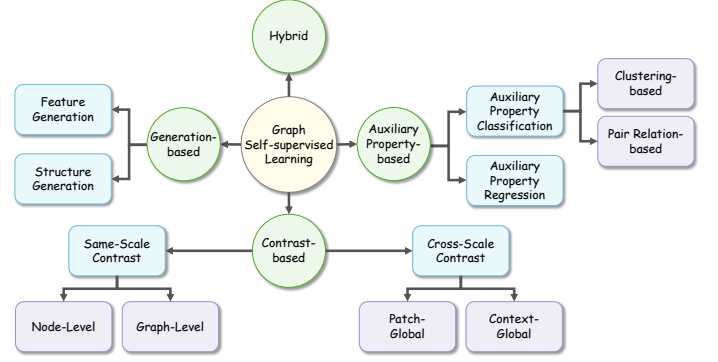 Hybrid
Feature
Generation
Structure
Generation
Generation-
based
Graph
Self-supervised
Learning
Auxiliary
Property-
based
Auxiliary
Property
Classification
Auxiliary
Property
Regression
Clustering-
based
Pair Relation-
based
Contrast-
based
Same-Scale
Contrast
Cross-Scale
Contrast
Node-Level
Graph-Level
Patch-
Global
Context-
Global